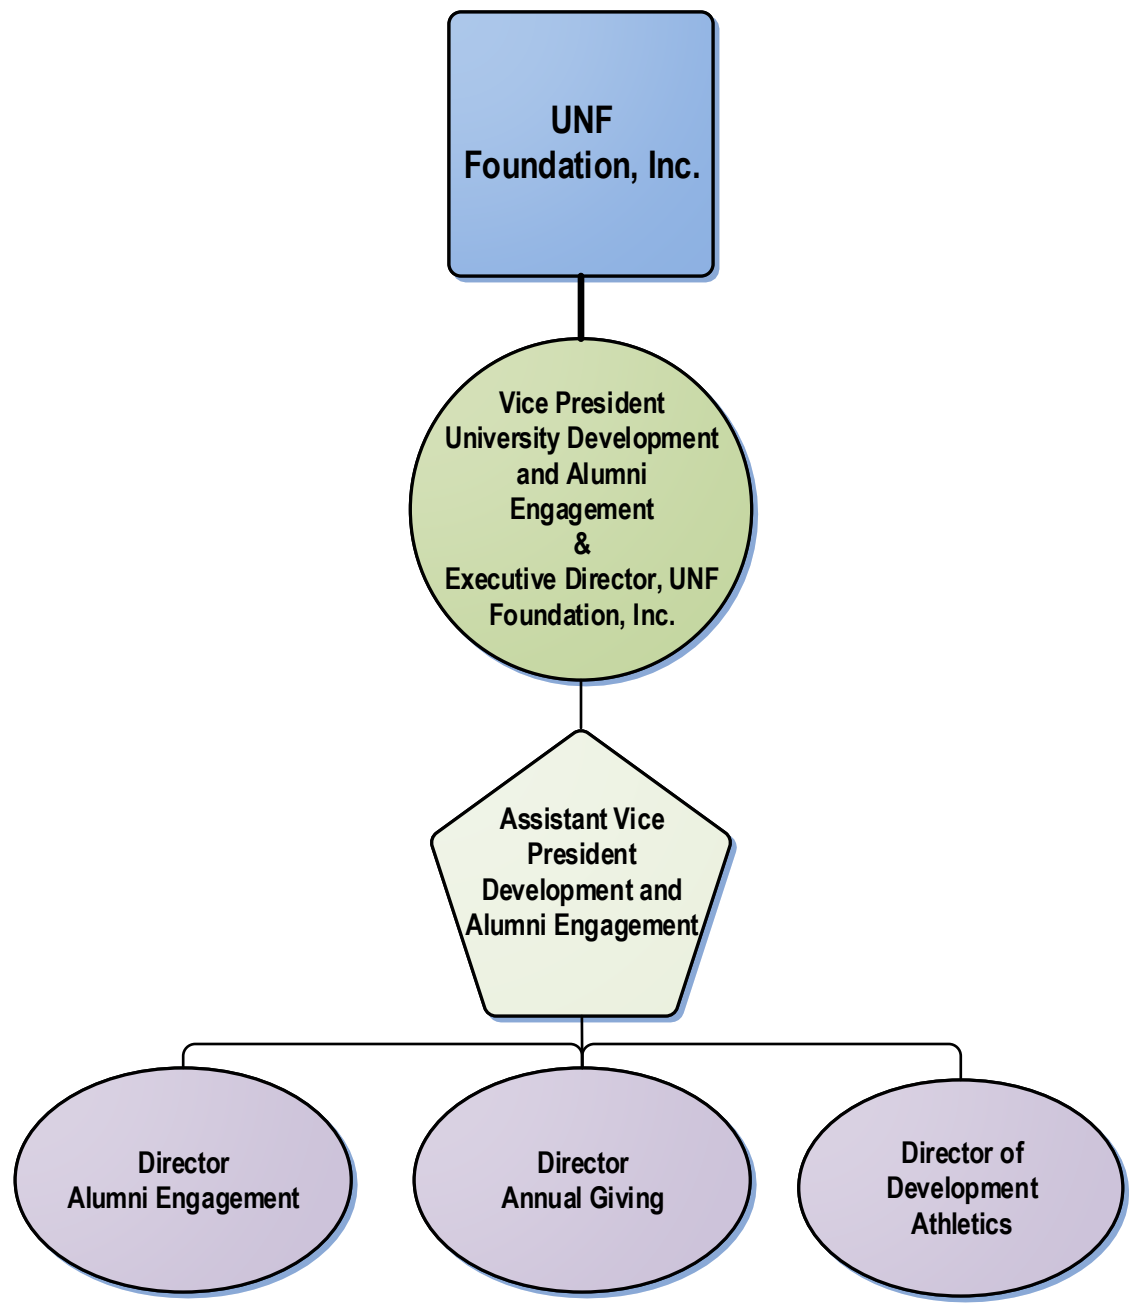 UNF
Foundation, Inc.
Vice President
University Development
and Alumni
Engagement
&
Executive Director, UNF
Foundation, Inc.
Assistant Vice
President
Development and
Alumni Engagement
Director
Alumni Engagement
Director
Annual Giving
Director of
Development
Athletics